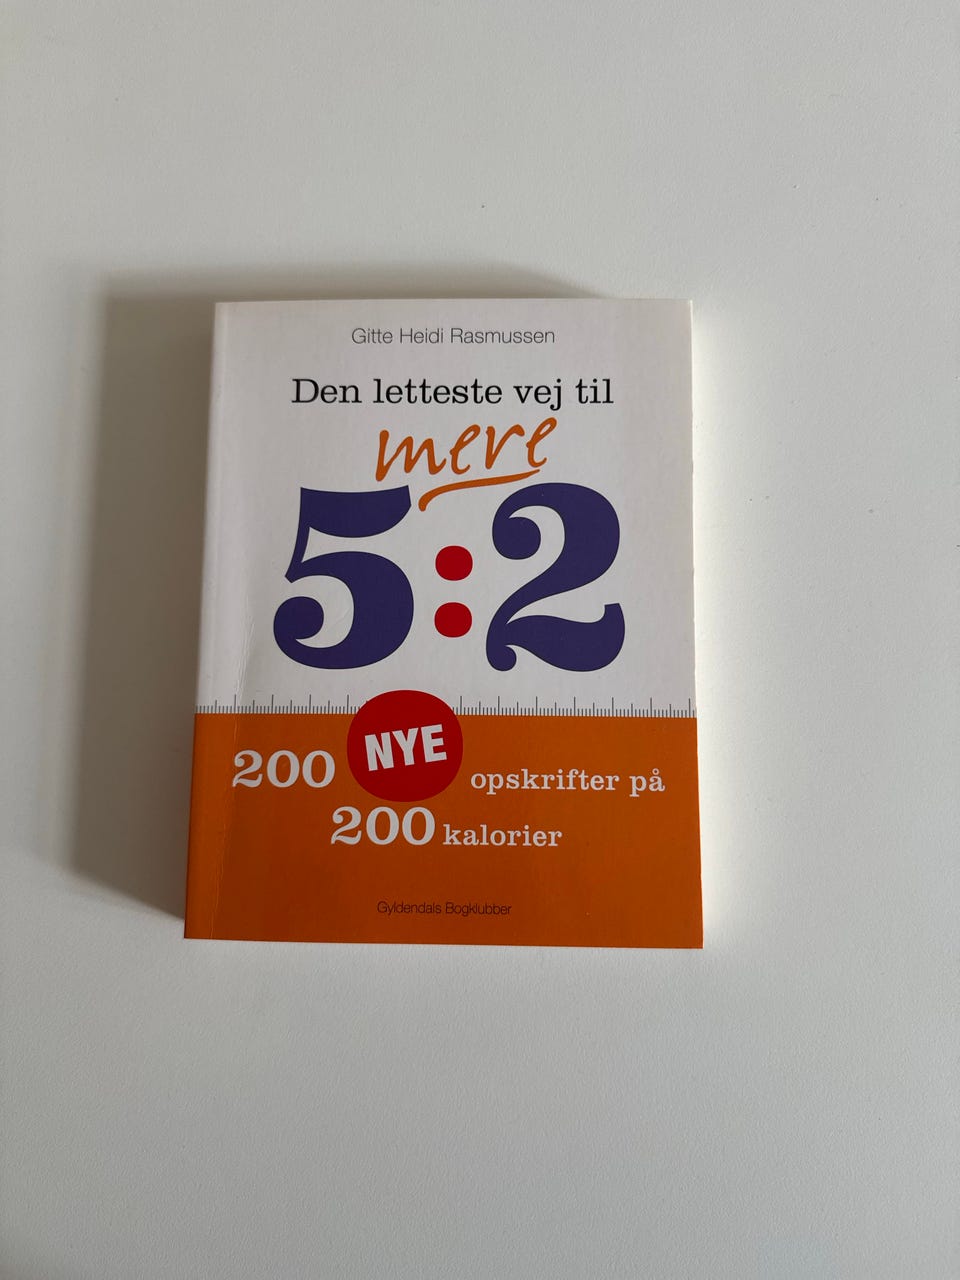 Gitte Heidi Rasmussen
Den letteste vej til
mere
5:2
200 NYE opskrifter på
200 kalorier
Gyldendals Bogklubber